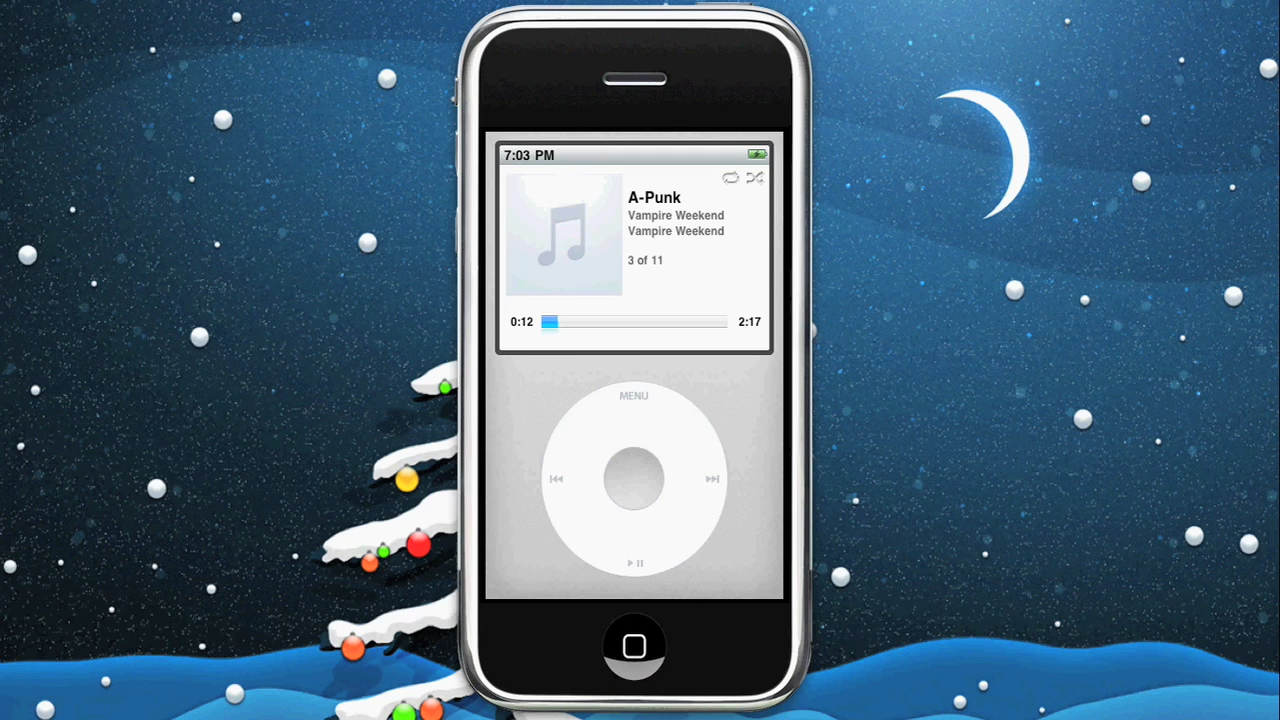 7:03 PM
A-Punk
Vampire Weekend
Vampire Weekend
3 of 11
0:12 2:17
MENU